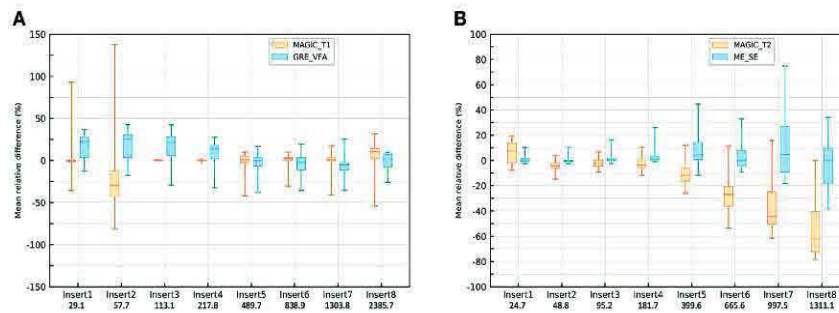 A
B
MAGIC_T1
GRE_VFA
MAGIC_T2
ME_SE
Mean relative difference (%)
150
100
50
0
-50
-100
-150
Insert1 Insert2 Insert3 Insert4 Insert5 Insert6 Insert7 Insert8
29.1 57.7 113.1 217.8 489.7 838.9 1303.8 2385.7
Mean relative difference (%)
100
80
60
40
20
0
-20
-40
-60
-80
-100
Insert1 Insert2 Insert3 Insert4 Insert5 Insert6 Insert7 Insert8
24.7 48.8 95.2 181.7 399.6 665.6 997.5 1311.1